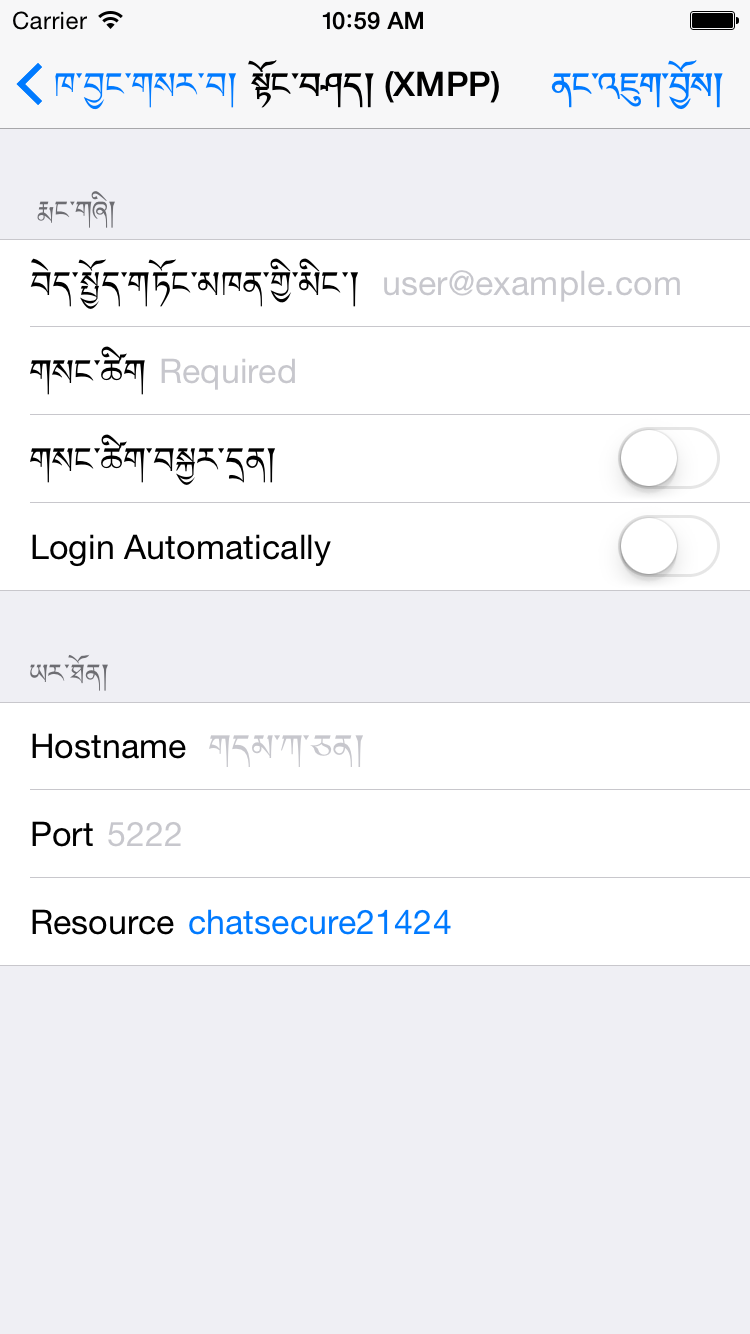 Carrier 10:59 AM
ཁ་བྱང་གསར་བ། སྟོང་བཤད། (XMPP) ནང་འཇུག་བྱོས།
རྨང་གཞི།
བེད་སྤྱོད་གཏོང་མཁན་གྱི་མིང་། user@example.com
གསང་ཚིག Required
གསང་ཚིག་བསྐྱར་དྲན།
Login Automatically
ཡར་ཐོན།
Hostname གདམ་ཀ་ཅན།
Port 5222
Resource chatsecure21424